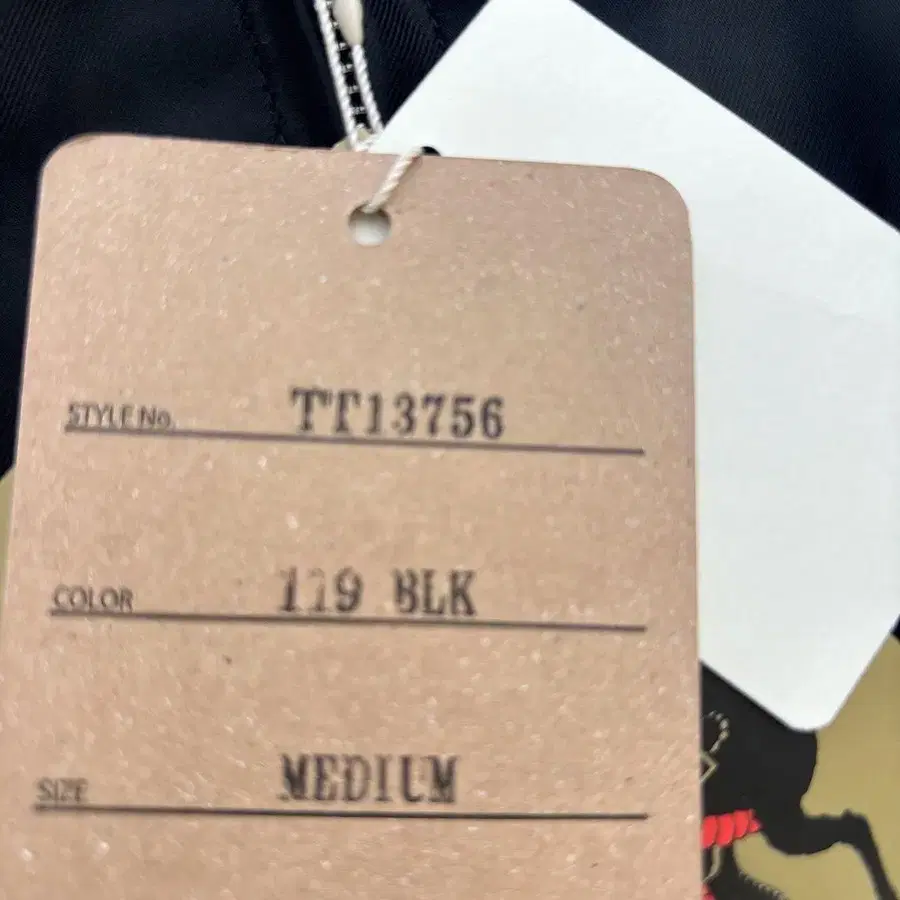 STYLE No. TT13756
COLOR 119 BLK
SIZE MEDIUM